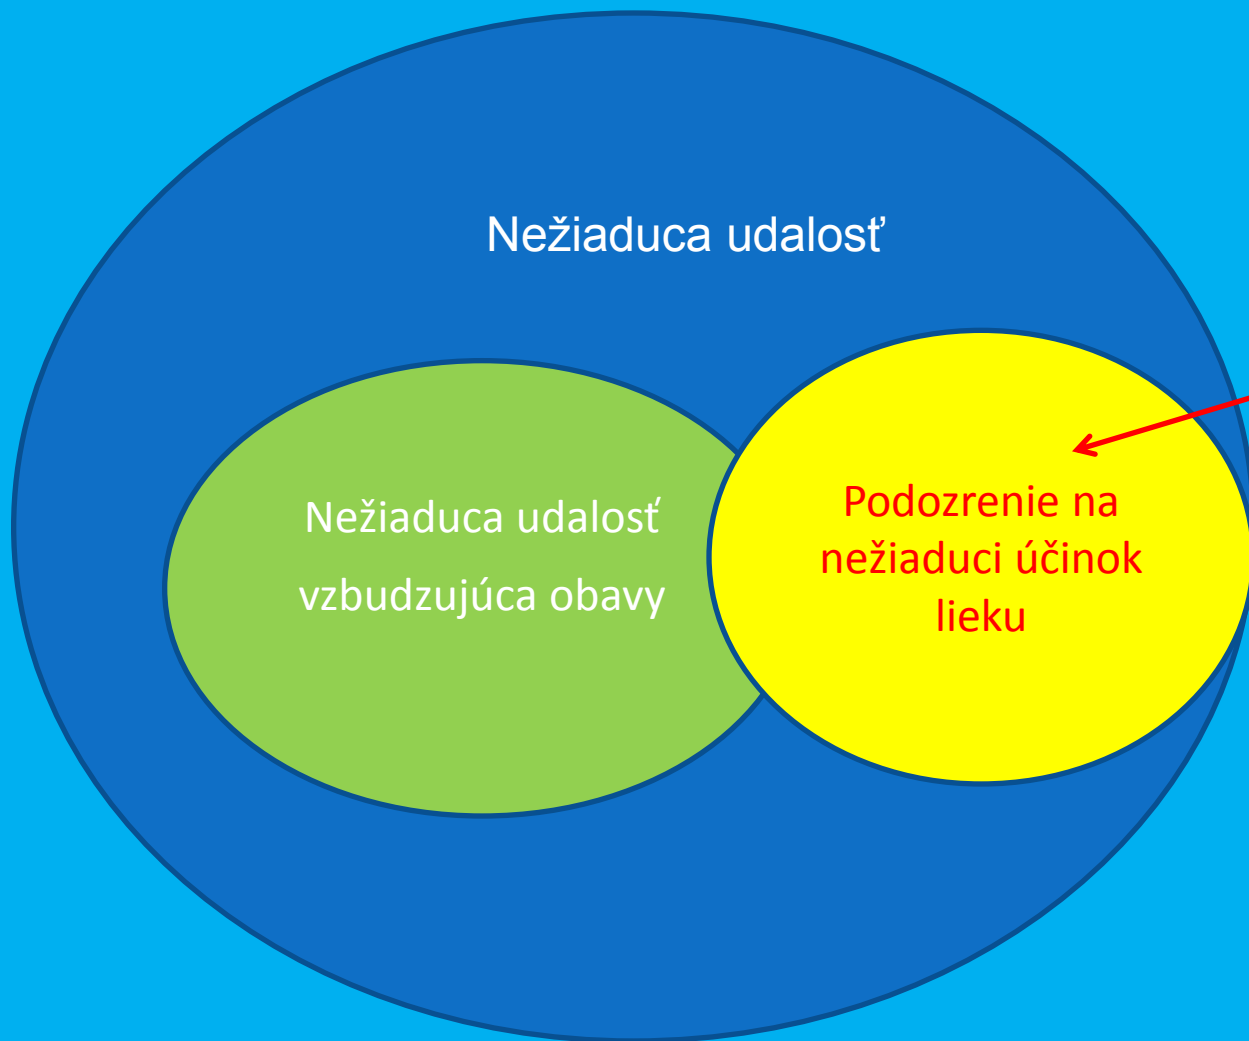 Nežiaduca udalosť
Nežiaduca udalosť
vzbudzujúca obavy
Podozrenie na
nežiaduci účinok
lieku